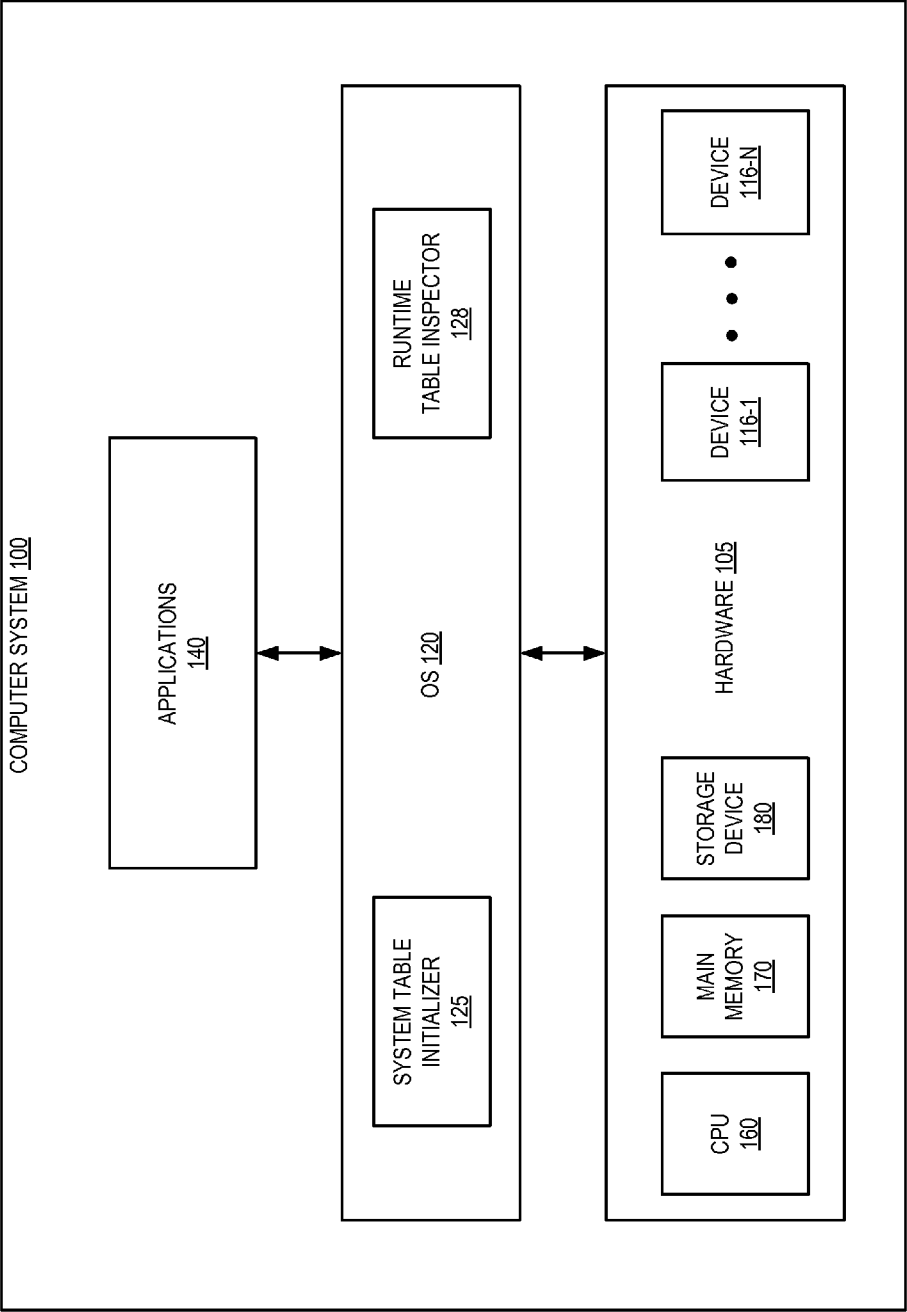 COMPUTER SYSTEM 100
APPLICATIONS
140
SYSTEM TABLE
INITIALIZER
125
OS 120
RUNTIME
TABLE INSPECTOR
128
CPU
160
MAIN
MEMORY
170
STORAGE
DEVICE
180
HARDWARE 105
DEVICE
116-1
DEVICE
116-N